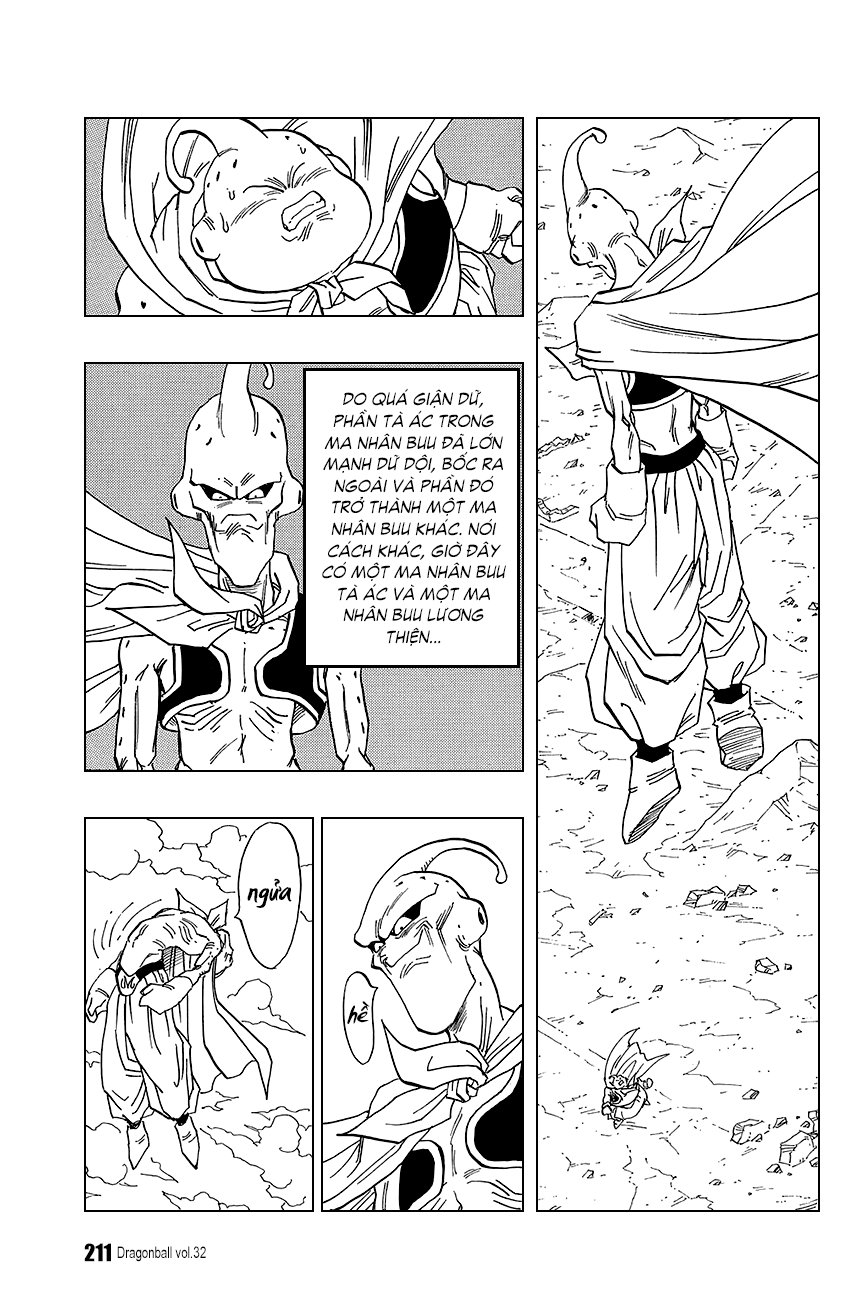 DO QUÁ GIẬN DỮ,
PHẦN TÀ ÁC TRONG
MA NHÂN BUU ĐÃ LỚN
MẠNH DỮ DỘI, BỐC RA
NGOÀI VÀ PHẦN ĐÓ
TRỞ THÀNH MỘT MA
NHÂN BUU KHÁC. NÓI
CÁCH KHÁC, GIỜ ĐÂY
CÓ MỘT MA NHÂN BUU
TÀ ÁC VÀ MỘT MA
NHÂN BUU LƯƠNG
THIỆN...
hề
ngửa
211 Dragonball vol.32